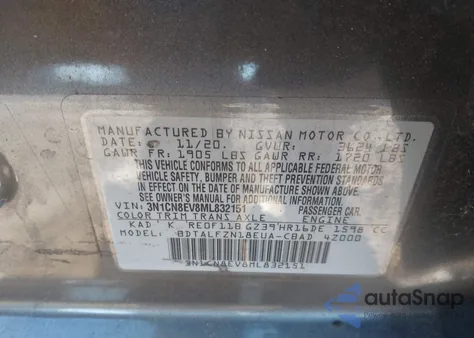 MANUFACTURED BY NISSAN MOTOR CO., LTD.
DATE: 11/20. GVWR: 3624 LBS
GAWR FR: 1905 LBS GAWR RR: 1720 LBS
THIS VEHICLE CONFORMS TO ALL APPLICABLE FEDERAL MOTOR
VEHICLE SAFETY, BUMPER AND THEFT PREVENTION STANDARDS
IN EFFECT ON THE DATE OF MANUFACTURE SHOWN ABOVE.
SEE OWNER'S MANUAL FOR ADDITIONAL INFORMATION.
VIN: 3N1CN8EV8ML832151 PASSENGER CAR
COLOR TRIM TRANS AXLE ENGINE
KAD K RE0F11B GZ39 HR16DE 1598 CC
MODEL: BDTALFZN18EUA-CBAD 42000
3N1CN8EV8ML832151
autoSnap